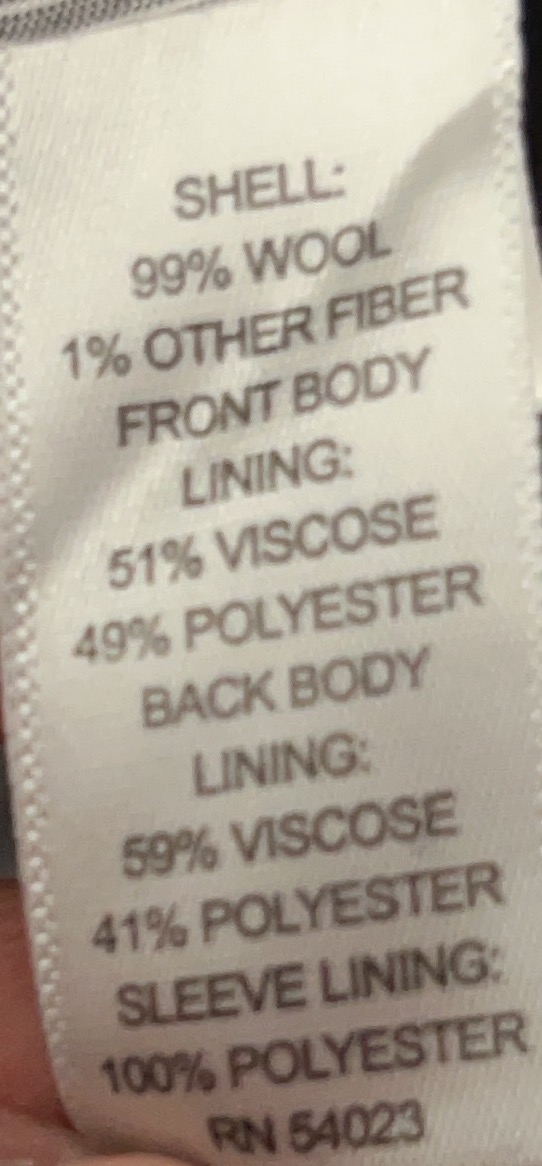 SHELL:
99% WOOL
1% OTHER FIBER
FRONT BODY
LINING:
51% VISCOSE
49% POLYESTER
BACK BODY
LINING:
59% VISCOSE
41% POLYESTER
SLEEVE LINING:
100% POLYESTER
RN 54023